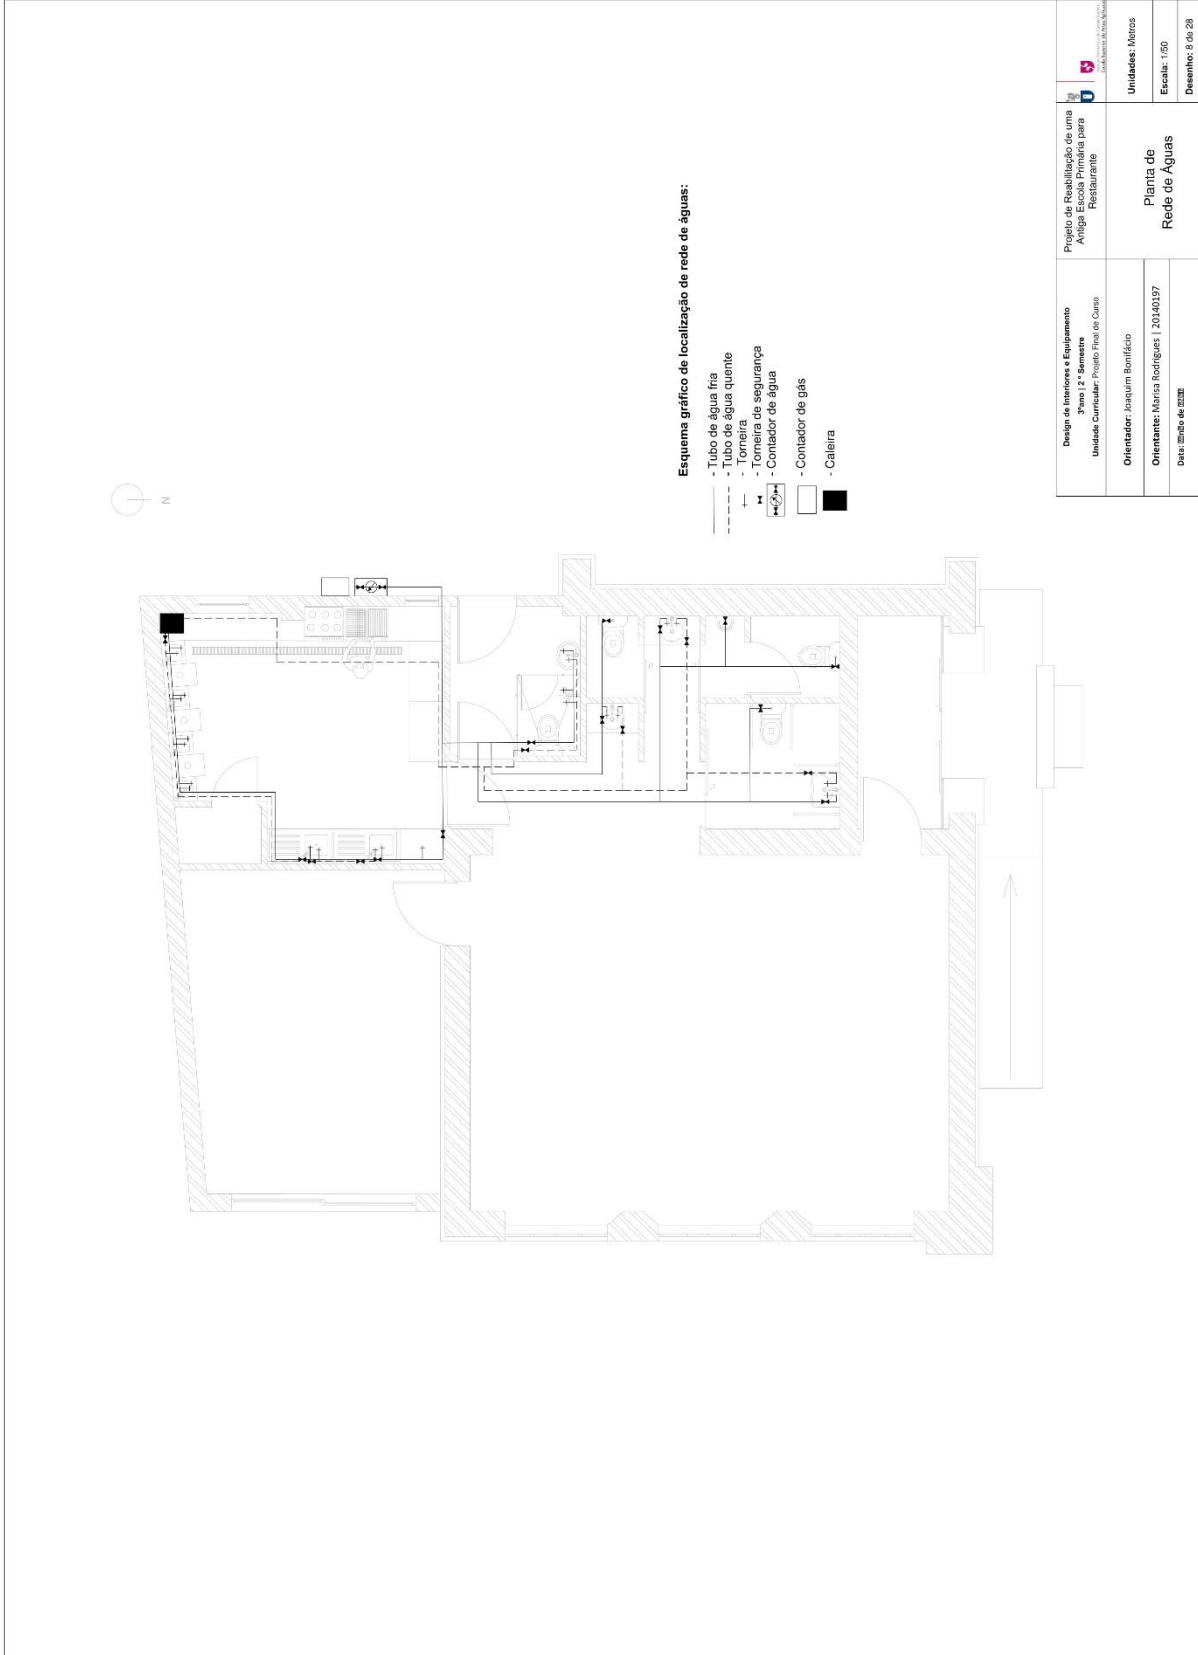 N
Esquema gráfico de localização de rede de águas:
- Tubo de água fria
- Tubo de água quente
- Torneira
- Torneira de segurança
- Contador de água
- Contador de gás
- Caleira
Design de Interiores e Equipamento
3ºano | 2 º Semestre
Unidade Curricular: Projeto Final de Curso
Projeto de Reabilitação de uma
Antiga Escola Primária para
Restaurante
Orientador: Joaquim Bonifácio
Orientante: Marisa Rodrigues | 20140197
Data:
Planta de
Rede de Águas
Unidades: Metros
Escala: 1/50
Desenho: 8 de 28